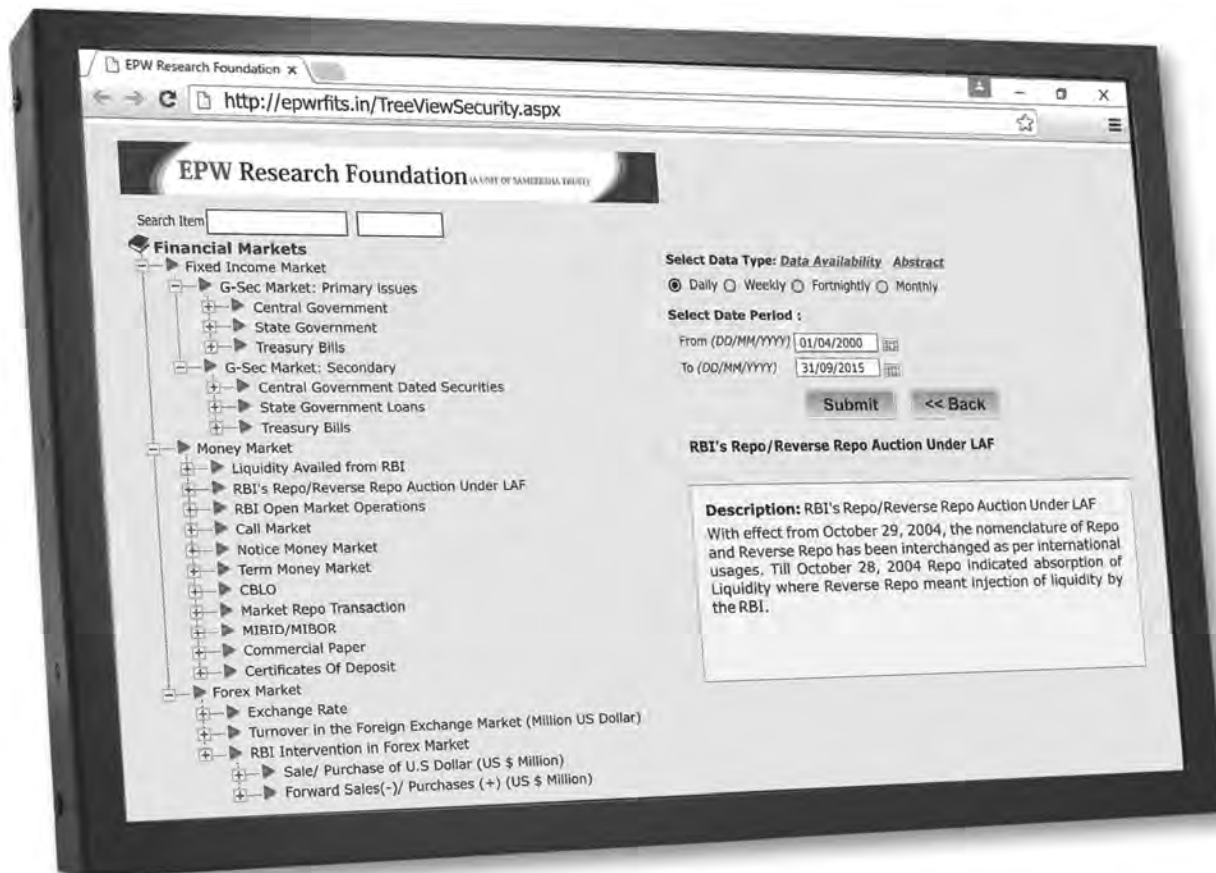 EPW Research Foundation
http://epwrfits.in/TreeViewSecurity.aspx
EPW Research Foundation (A UNIT OF SAMEEKSHA TRUST)
Search Item
Financial Markets
Fixed Income Market
G-Sec Market: Primary Issues
Central Government
State Government
Treasury Bills
G-Sec Market: Secondary
Central Government Dated Securities
State Government Loans
Treasury Bills
Money Market
Liquidity Availed from RBI
RBI's Repo/Reverse Repo Auction Under LAF
RBI Open Market Operations
Call Market
Notice Money Market
Term Money Market
CBLO
Market Repo Transaction
MIBID/MIBOR
Commercial Paper
Certificates Of Deposit
Forex Market
Exchange Rate
Turnover in the Foreign Exchange Market (Million US Dollar)
RBI Intervention in Forex Market
Sale/ Purchase of U.S Dollar (US $ Million)
Forward Sales(-)/ Purchases (+) (US $ Million)
Select Data Type: Data Availability Abstract
Daily Weekly Fortnightly Monthly
Select Date Period :
From (DD/MM/YYYY) 01/04/2000
To (DD/MM/YYYY) 31/09/2015
Submit << Back
RBI's Repo/Reverse Repo Auction Under LAF
Description: RBI's Repo/Reverse Repo Auction Under LAF
With effect from October 29, 2004, the nomenclature of Repo
and Reverse Repo has been interchanged as per international
usages. Till October 28, 2004 Repo indicated absorption of
Liquidity where Reverse Repo meant injection of liquidity by
the RBI.